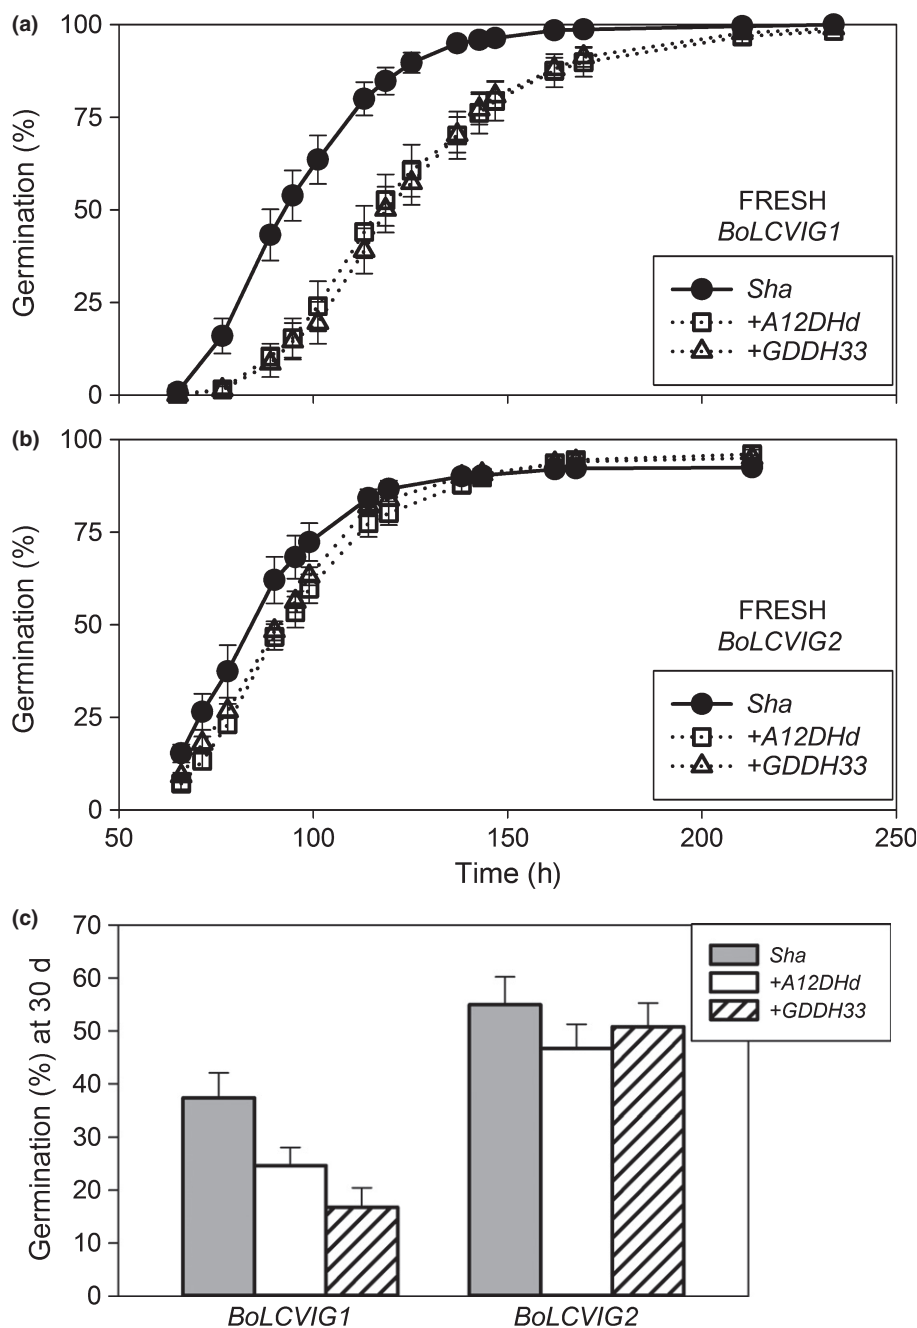 (a)
100
75
50
25
0
Germination (%)
FRESH
BoLCVIG1
Sha
+A12DHd
+GDDH33
(b)
100
75
50
25
0
Germination (%)
FRESH
BoLCVIG2
Sha
+A12DHd
+GDDH33
50 100 150 200 250
Time (h)
(c)
70
60
50
40
30
20
10
0
Germination (%) at 30 d
Sha
+A12DHd
+GDDH33
BoLCVIG1 BoLCVIG2